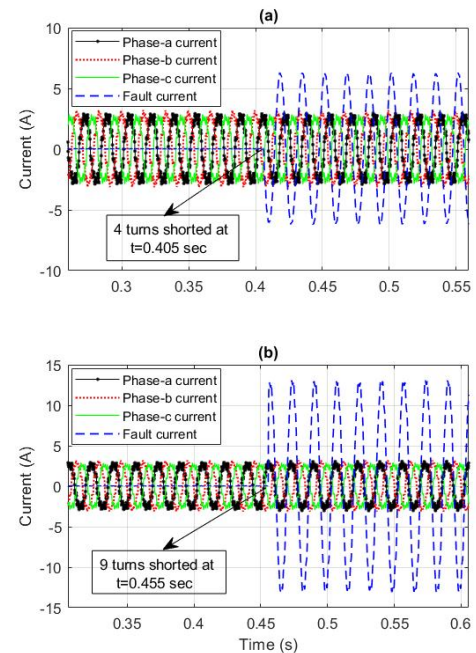 (a)
Phase-a current
Phase-b current
Phase-c current
Fault current
10
5
0
-5
-10
Current (A)
4 turns shorted at
t=0.405 sec
0.3
0.35
0.4
0.45
0.5
0.55
(b)
Phase-a current
Phase-b current
Phase-c current
Fault current
15
10
5
0
-5
-10
-15
Current (A)
9 turns shorted at
t=0.455 sec
0.35
0.4
0.45
0.5
0.55
0.6
Time (s)